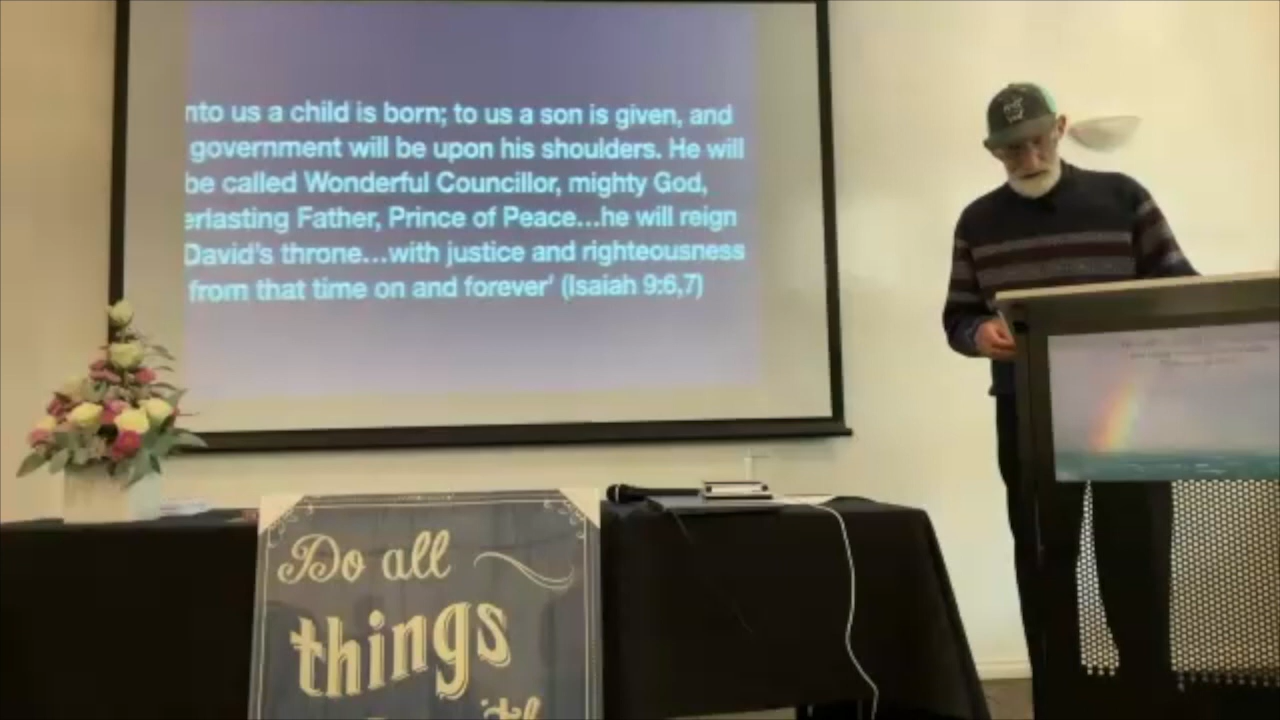 nto us a child is born; to us a son is given, and
government will be upon his shoulders. He will
be called Wonderful Councillor, mighty God,
erlasting Father, Prince of Peace...he will reign
David's throne...with justice and righteousness
from that time on and forever' (Isaiah 9:6,7)
Do all
things